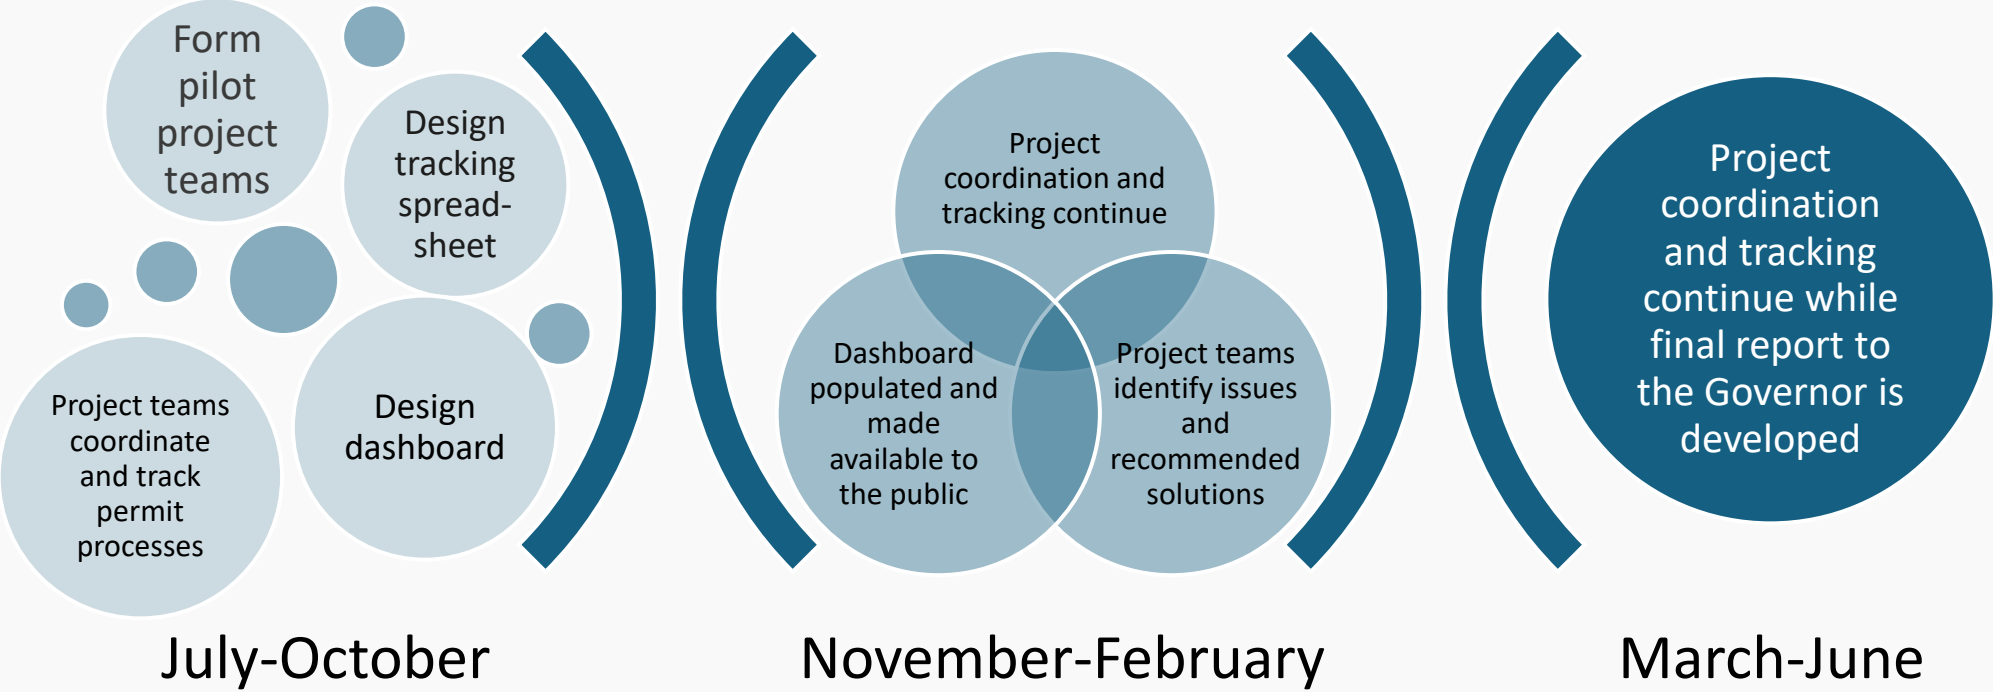 Form
pilot
project
teams
Design
tracking
spread-
sheet
Project teams
coordinate
and track
permit
processes
Design
dashboard
July-October
Project
coordination and
tracking continue
Dashboard
populated and
made
available to
the public
Project teams
identify issues
and
recommended
solutions
November-February
Project
coordination
and tracking
continue while
final report to
the Governor is
developed
March-June